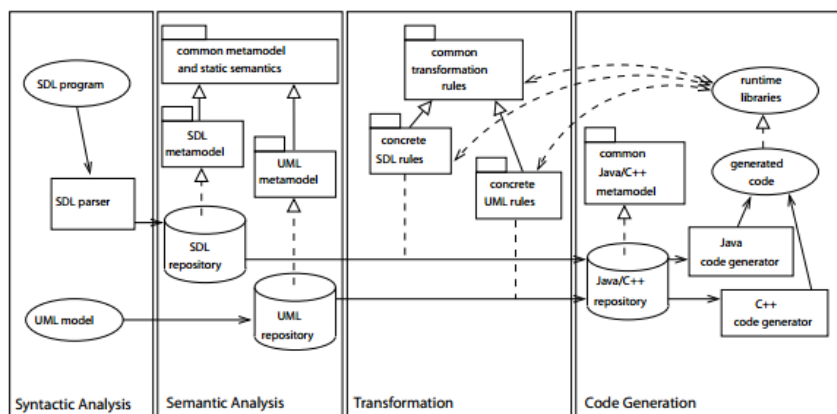 SDL program
SDL parser
UML model
Syntactic Analysis
common metamodel
and static semantics
SDL
metamodel
UML
metamodel
SDL
repository
UML
repository
Semantic Analysis
common
transformation
rules
concrete
SDL rules
concrete
UML rules
Transformation
runtime
libraries
common
Java/C++
metamodel
generated
code
Java
code generator
Java/C++
repository
C++
code generator
Code Generation